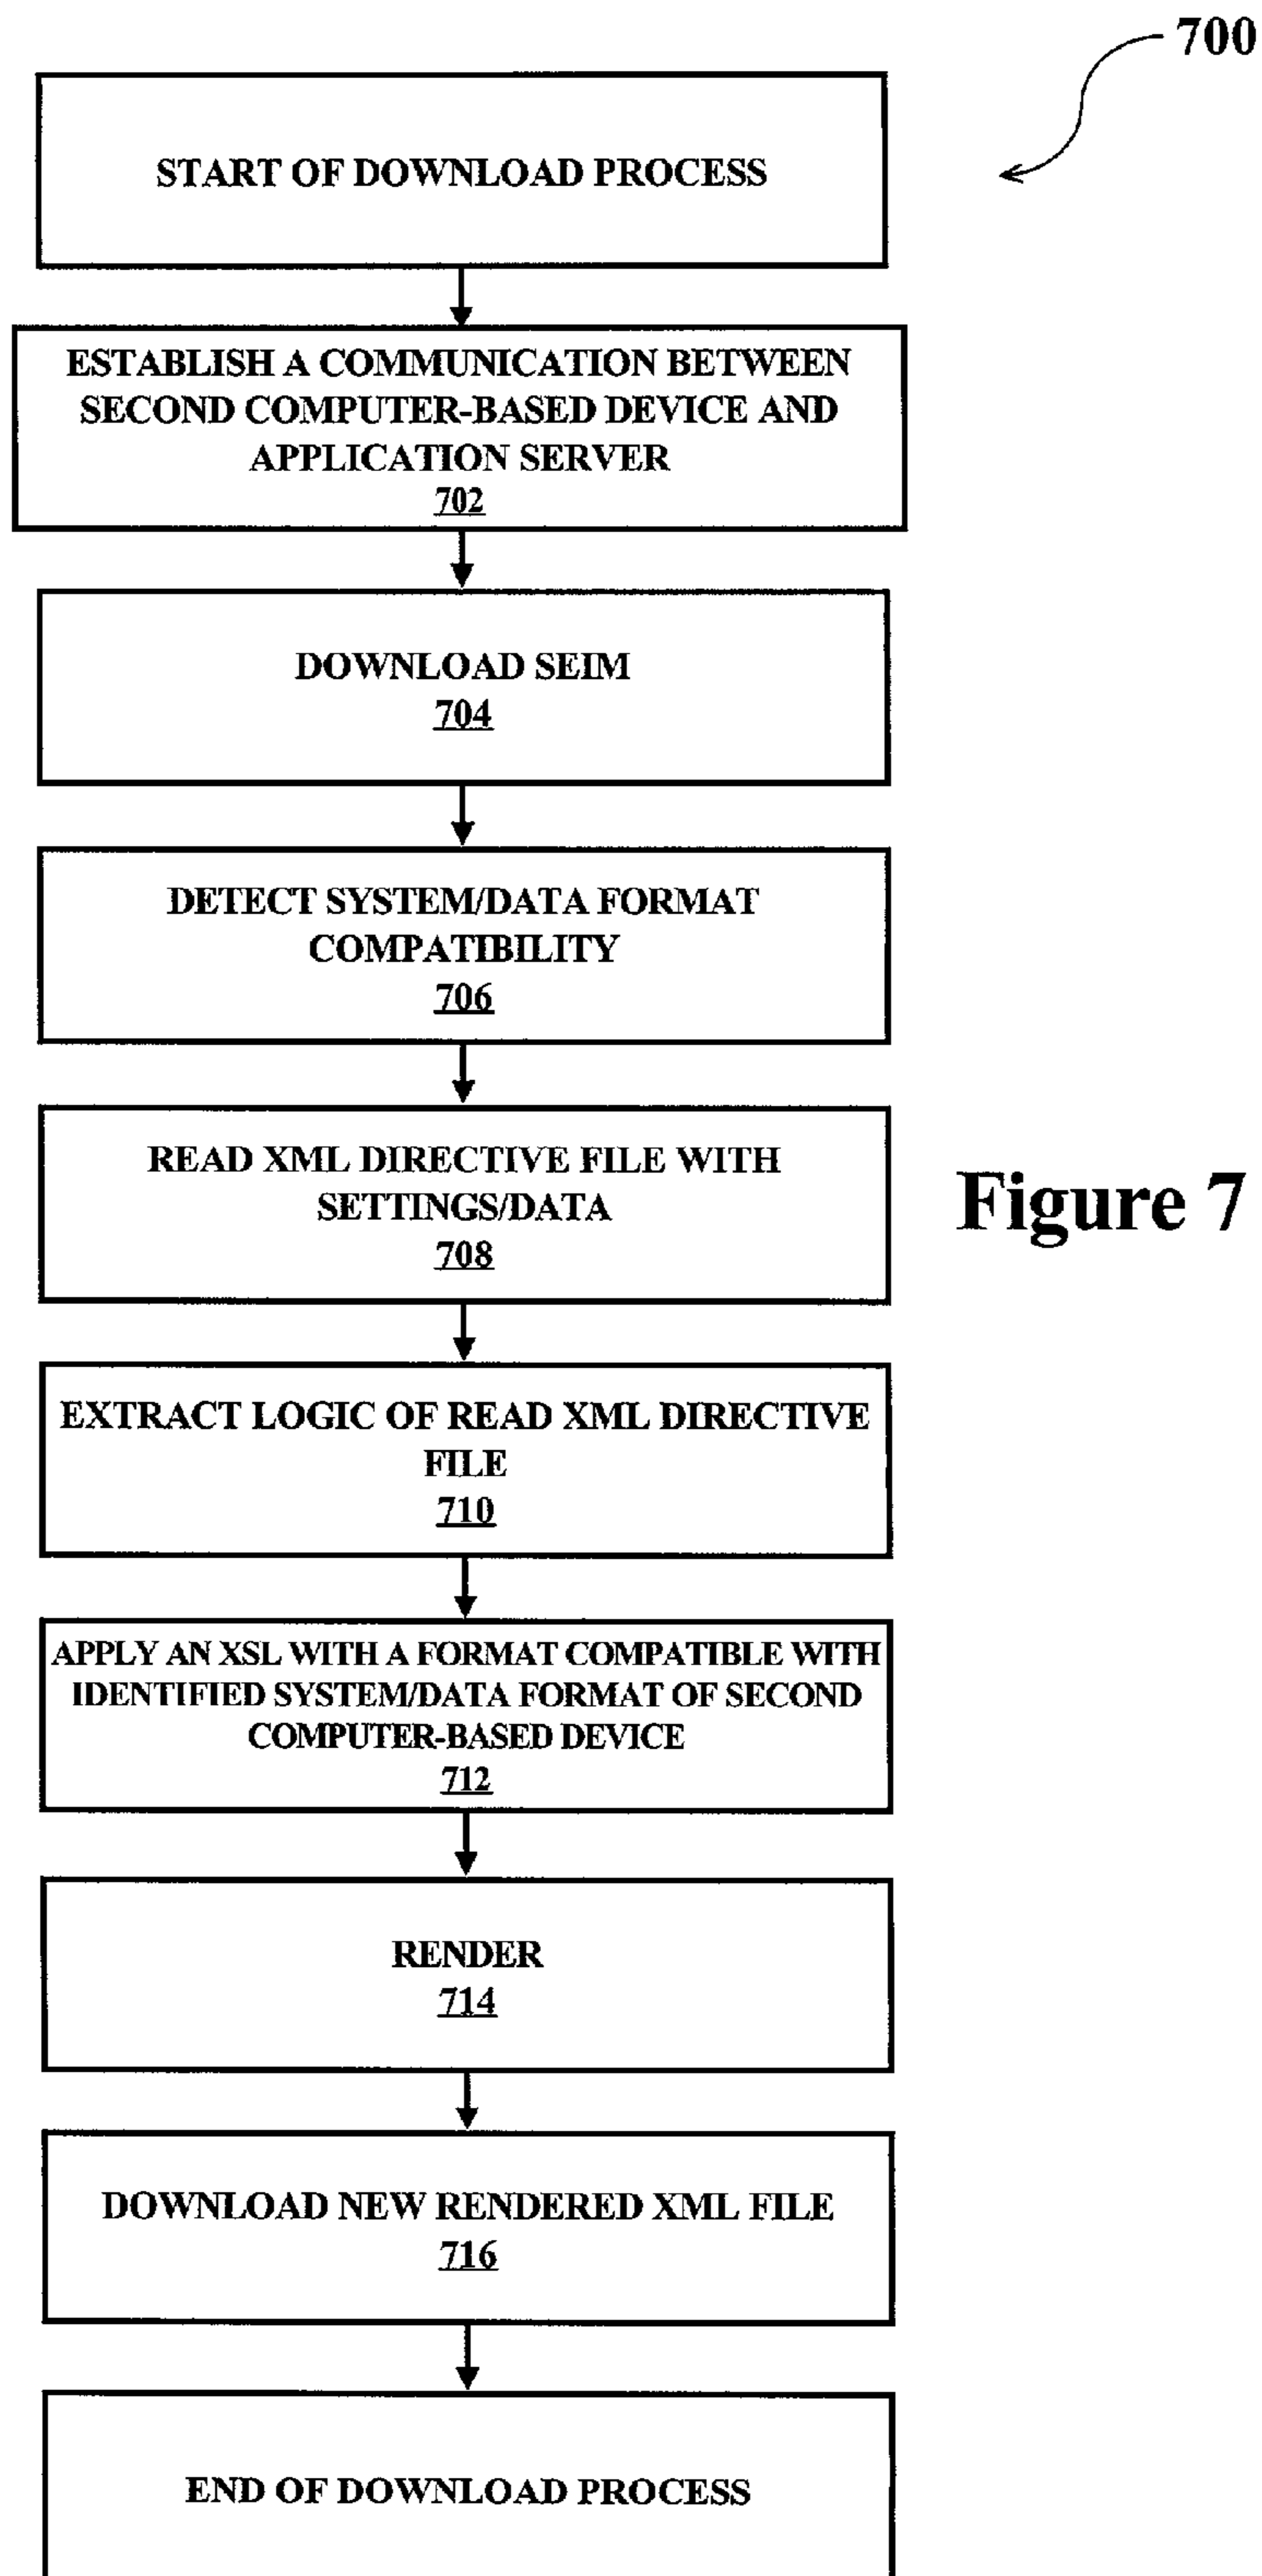 700
START OF DOWNLOAD PROCESS
ESTABLISH A COMMUNICATION BETWEEN
SECOND COMPUTER-BASED DEVICE AND
APPLICATION SERVER
702
DOWNLOAD SEIM
704
DETECT SYSTEM/DATA FORMAT
COMPATIBILITY
706
READ XML DIRECTIVE FILE WITH
SETTINGS/DATA
708
Figure 7
EXTRACT LOGIC OF READ XML DIRECTIVE
FILE
710
APPLY AN XSL WITH A FORMAT COMPATIBLE WITH
IDENTIFIED SYSTEM/DATA FORMAT OF SECOND
COMPUTER-BASED DEVICE
712
RENDER
714
DOWNLOAD NEW RENDERED XML FILE
716
END OF DOWNLOAD PROCESS